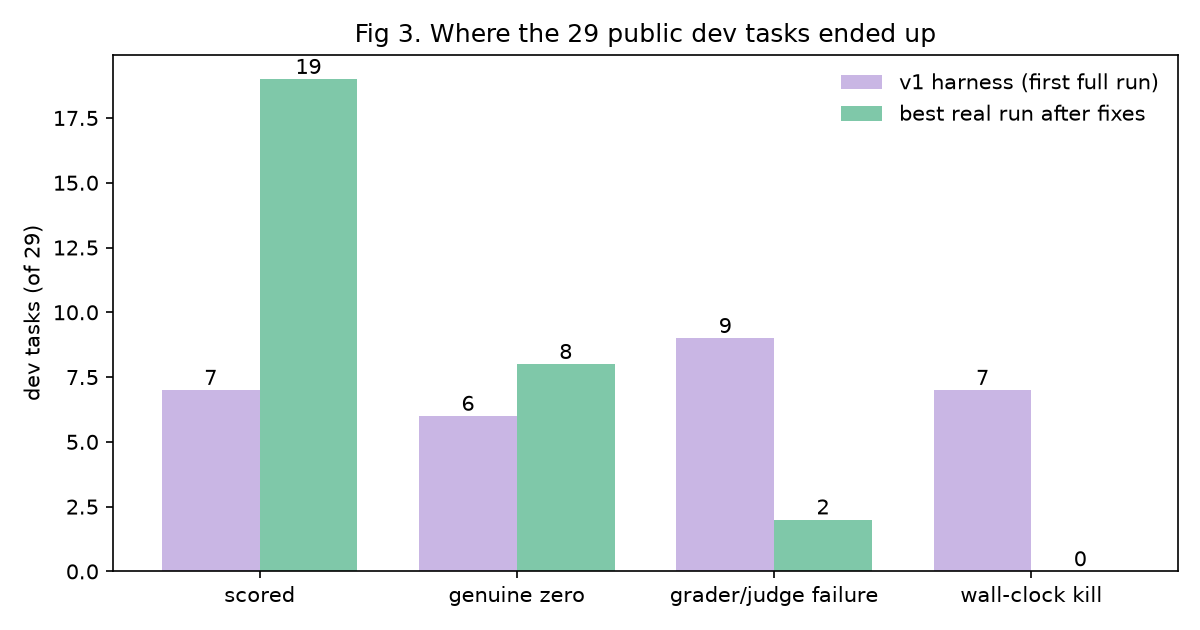 Fig 3. Where the 29 public dev tasks ended up
v1 harness (first full run)
best real run after fixes
dev tasks (of 29)
17.5
15.0
12.5
10.0
7.5
5.0
2.5
0.0
7
19
6
8
9
2
7
0
scored
genuine zero
grader/judge failure
wall-clock kill